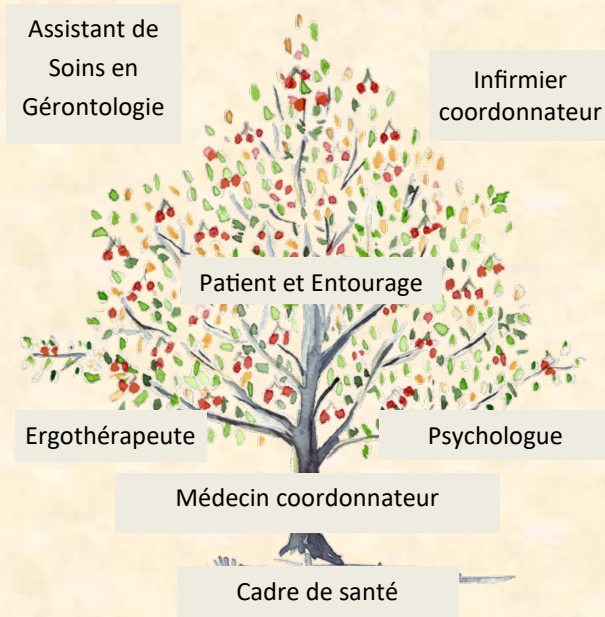 Assistant de
Soins en
Gérontologie
Infirmier
coordonnateur
Patient et Entourage
Ergothérapeute
Psychologue
Médecin coordonnateur
Cadre de santé